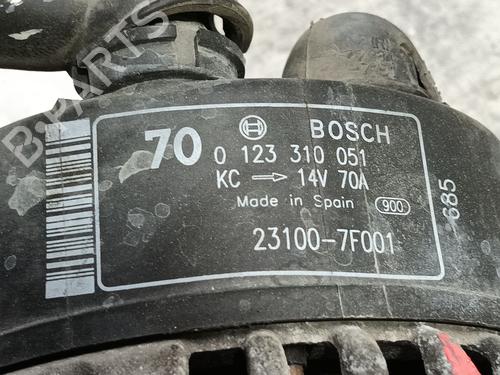 70 BOSCH
0 123 310 051
KC → 14V 70A
Made in Spain 900
23100-7F001
685
B-PARTS